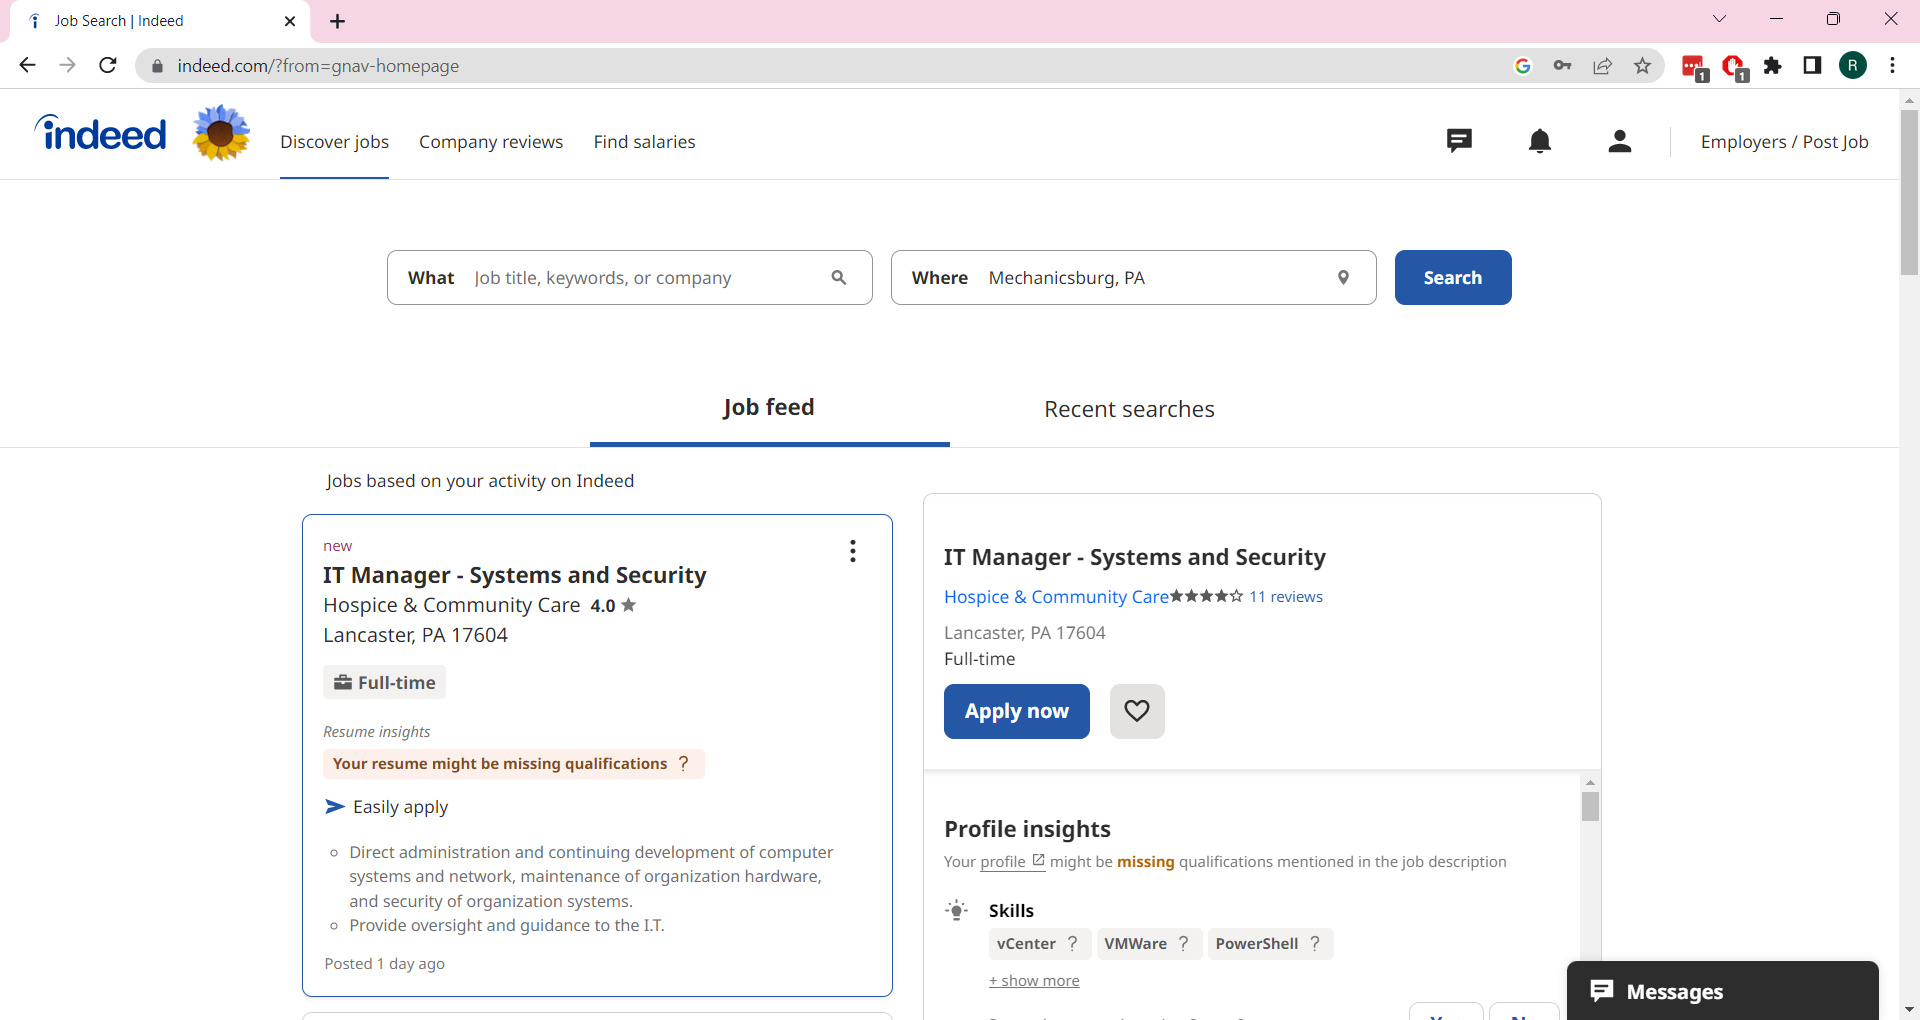 Job Search | Indeed
indeed.com/?from=gnav-homepage
1
1
R
indeed
Discover jobs
Company reviews
Find salaries
Employers / Post Job
What Job title, keywords, or company
Where Mechanicsburg, PA
Search
Job feed
Recent searches
Jobs based on your activity on Indeed
new
IT Manager - Systems and Security
Hospice & Community Care 4.0
Lancaster, PA 17604
Full-time
Resume insights
Your resume might be missing qualifications ?
Easily apply
Direct administration and continuing development of computer
systems and network, maintenance of organization hardware,
and security of organization systems.
Provide oversight and guidance to the I.T.
Posted 1 day ago
IT Manager - Systems and Security
Hospice & Community Care 11 reviews
Lancaster, PA 17604
Full-time
Apply now
Profile insights
Your profile might be missing qualifications mentioned in the job description
Skills
vCenter ? VMWare ? PowerShell ?
+ show more
Messages